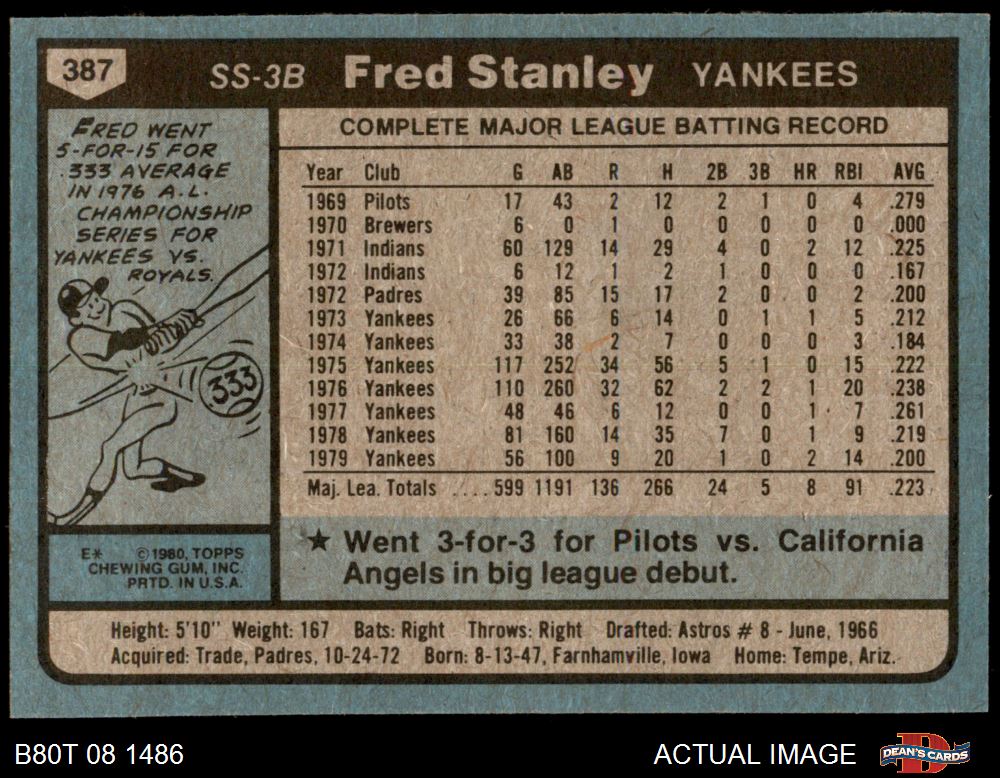 387 SS-3B Fred Stanley YANKEES
FRED WENT
5-FOR-15 FOR
.333 AVERAGE
IN 1976 A.L.
CHAMPIONSHIP
SERIES FOR
YANKEES VS.
ROYALS.
333
E* ©1980, TOPPS
CHEWING GUM, INC.
PRTD. IN U.S.A.
COMPLETE MAJOR LEAGUE BATTING RECORD
Year Club G AB R H 2B 3B HR RBI AVG
1969 Pilots 17 43 2 12 2 1 0 4 .279
1970 Brewers 6 0 1 0 0 0 0 0 .000
1971 Indians 60 129 14 29 4 0 2 12 .225
1972 Indians 6 12 1 2 1 0 0 0 .167
1972 Padres 39 85 15 17 2 0 0 2 .200
1973 Yankees 26 66 6 14 0 1 1 5 .212
1974 Yankees 33 38 2 7 0 0 0 3 .184
1975 Yankees 117 252 34 56 5 1 0 15 .222
1976 Yankees 110 260 32 62 2 2 1 20 .238
1977 Yankees 48 46 6 12 0 0 1 7 .261
1978 Yankees 81 160 14 35 7 0 1 9 .219
1979 Yankees 56 100 9 20 1 0 2 14 .200
Maj. Lea. Totals ....599 1191 136 266 24 5 8 91 .223
★ Went 3-for-3 for Pilots vs. California
Angels in big league debut.
Height: 5'10" Weight: 167 Bats: Right Throws: Right Drafted: Astros # 8 - June, 1966
Acquired: Trade, Padres, 10-24-72 Born: 8-13-47, Farnhamville, Iowa Home: Tempe, Ariz.
B80T 08 1486 ACTUAL IMAGE DEAN'S CARDS